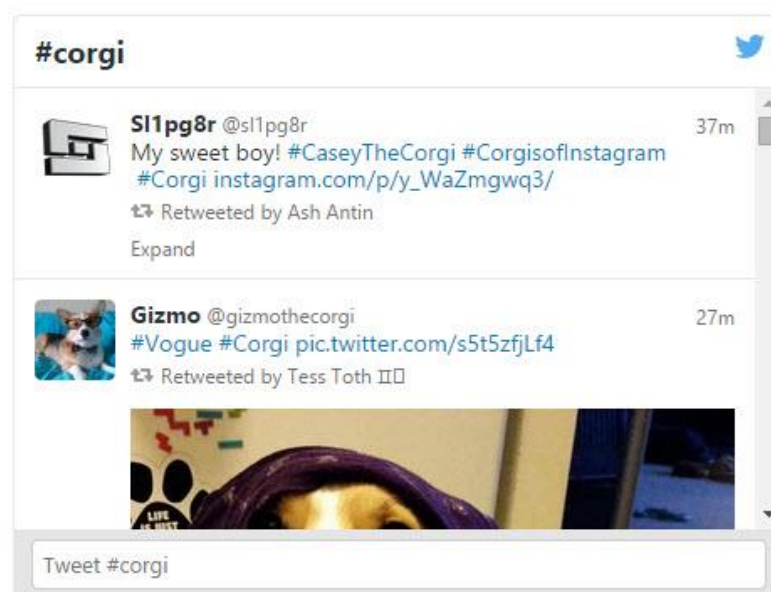 #corgi
Sl1pg8r @sl1pg8r 37m
My sweet boy! #CaseyTheCorgi #CorgisofInstagram
#Corgi instagram.com/p/y_WaZmgwq3/
Retweeted by Ash Antin
Expand
Gizmo @gizmothecorgi 27m
#Vogue #Corgi pic.twitter.com/s5t5zfjLf4
Retweeted by Tess Toth ♊
LIFE
IS JUST
Tweet #corgi